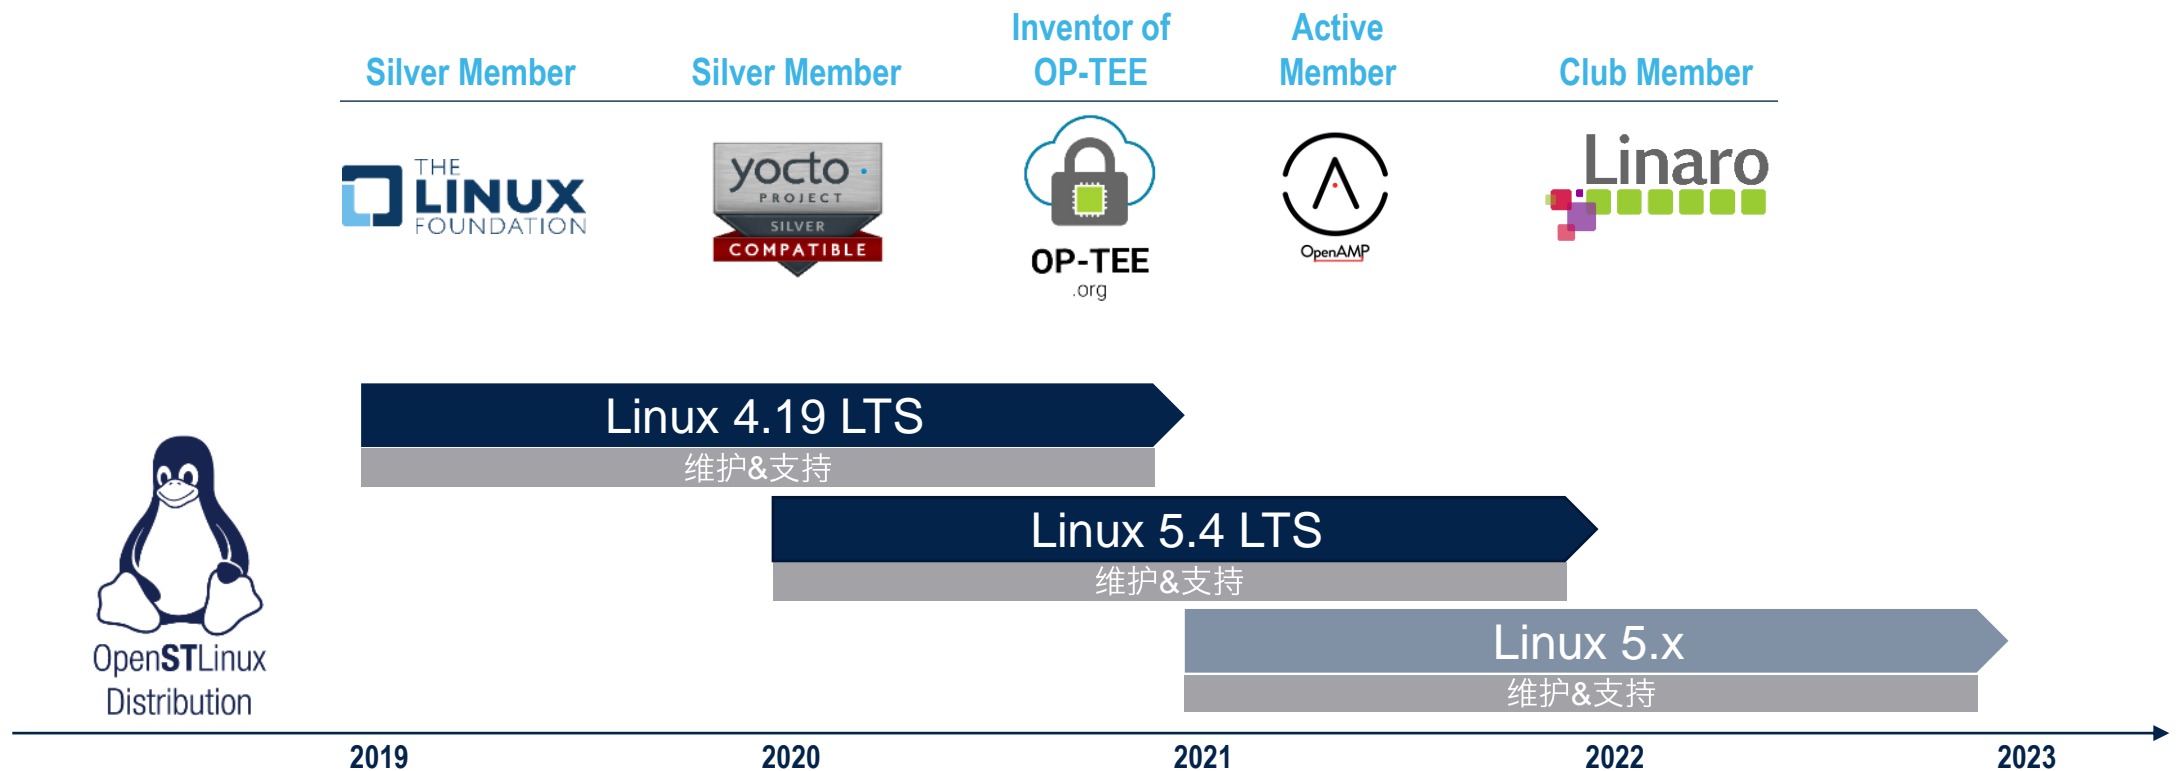 Silver Member
Silver Member
Inventor of
OP-TEE
Active
Member
Club Member
THE
LINUX
FOUNDATION
yocto
PROJECT
SILVER
COMPATIBLE
OP-TEE
.org
OpenAMP
Linaro
Linux 4.19 LTS
维护&支持
Linux 5.4 LTS
维护&支持
Linux 5.x
维护&支持
OpenSTLinux
Distribution
2019
2020
2021
2022
2023